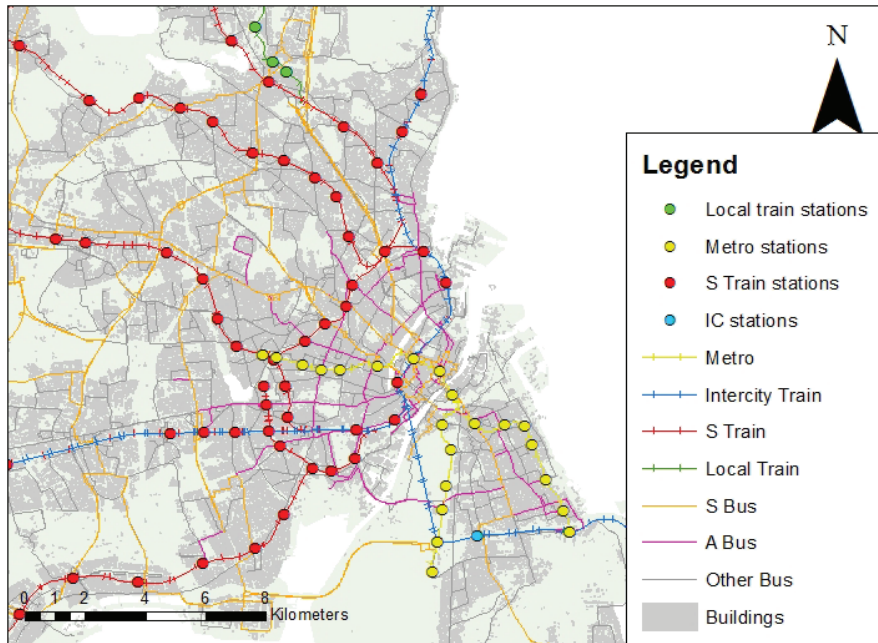 N
Legend
Local train stations
Metro stations
S Train stations
IC stations
Metro
Intercity Train
S Train
Local Train
S Bus
A Bus
Other Bus
Buildings
0 1 2 4 6 8
Kilometers